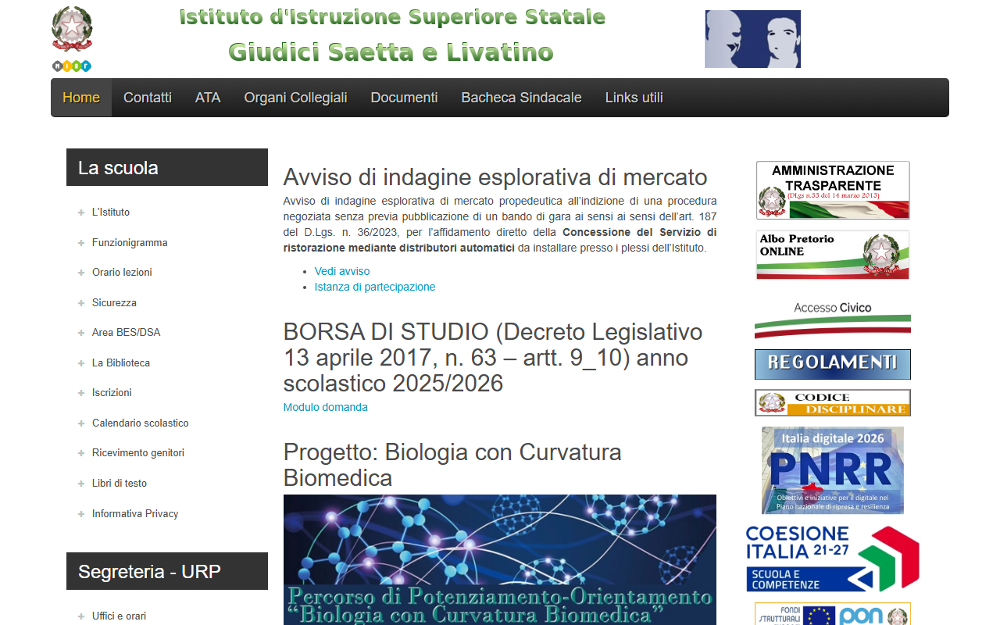 Istituto d'Istruzione Superiore Statale
Giudici Saetta e Livatino
MIUR
Home Contatti ATA Organi Collegiali Documenti Bacheca Sindacale Links utili
La scuola
L'Istituto
Funzionigramma
Orario lezioni
Sicurezza
Area BES/DSA
La Biblioteca
Iscrizioni
Calendario scolastico
Ricevimento genitori
Libri di testo
Informativa Privacy
Segreteria - URP
Uffici e orari
Avviso di indagine esplorativa di mercato
Avviso di indagine esplorativa di mercato propedeutica all’indizione di una procedura
negoziata senza previa pubblicazione di un bando di gara ai sensi ai sensi dell’art. 187
del D.Lgs. n. 36/2023, per l’affidamento diretto della Concessione del Servizio di
ristorazione mediante distributori automatici da installare presso i plessi dell’Istituto.
Vedi avviso
Istanza di partecipazione
BORSA DI STUDIO (Decreto Legislativo
13 aprile 2017, n. 63 – artt. 9_10) anno
scolastico 2025/2026
Modulo domanda
Progetto: Biologia con Curvatura
Biomedica
Percorso di Potenziamento-Orientamento
“Biologia con Curvatura Biomedica”
AMMINISTRAZIONE
TRASPARENTE
(DLgs n.33 del 14 marzo 2013)
Albo Pretorio
ONLINE
Accesso Civico
REGOLAMENTI
CODICE
DISCIPLINARE
Italia digitale 2026
PNRR
Obiettivi e iniziative per il digitale nel
Piano nazionale di ripresa e resilienza
COESIONE
ITALIA 21-27
SCUOLA E
COMPETENZE
FONDI
STRUTTURALI
pon